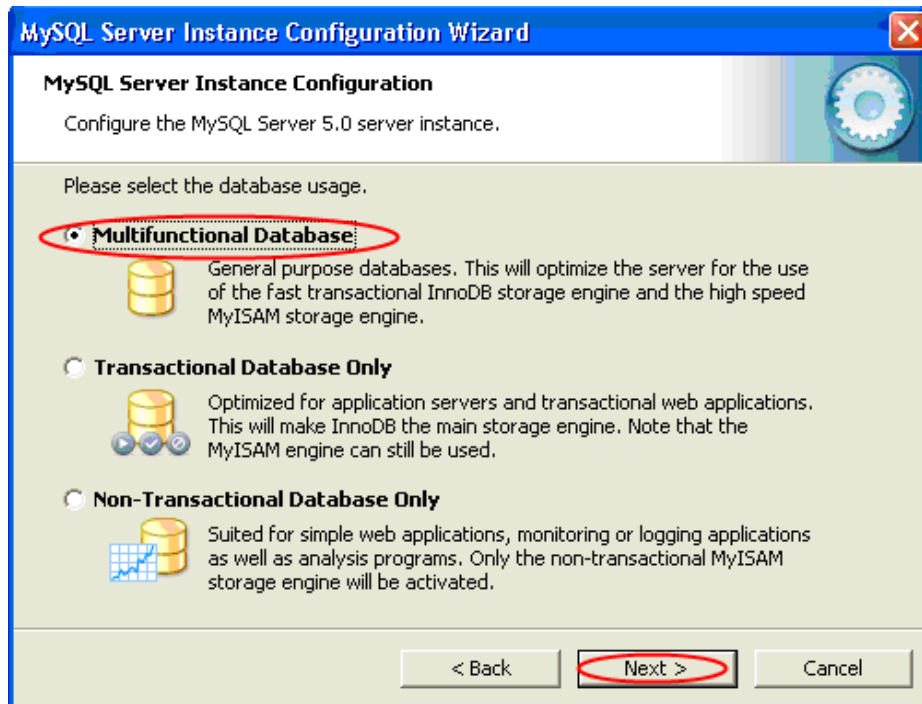 MySQL Server Instance Configuration Wizard
MySQL Server Instance Configuration
Configure the MySQL Server 5.0 server instance.
Please select the database usage.
Multifunctional Database
General purpose databases. This will optimize the server for the use
of the fast transactional InnoDB storage engine and the high speed
MyISAM storage engine.
Transactional Database Only
Optimized for application servers and transactional web applications.
This will make InnoDB the main storage engine. Note that the
MyISAM engine can still be used.
Non-Transactional Database Only
Suited for simple web applications, monitoring or logging applications
as well as analysis programs. Only the non-transactional MyISAM
storage engine will be activated.
< Back
Next >
Cancel